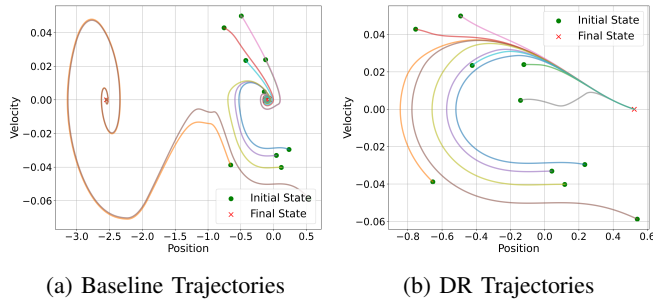 0.04
0.02
0.00
−0.02
−0.04
−0.06
Velocity
−3.0 −2.5 −2.0 −1.5 −1.0 −0.5 0.0 0.5
Position
Initial State
Final State
(a) Baseline Trajectories
0.04
0.02
0.00
−0.02
−0.04
−0.06
Velocity
−0.8 −0.6 −0.4 −0.2 0.0 0.2 0.4 0.6
Position
Initial State
Final State
(b) DR Trajectories